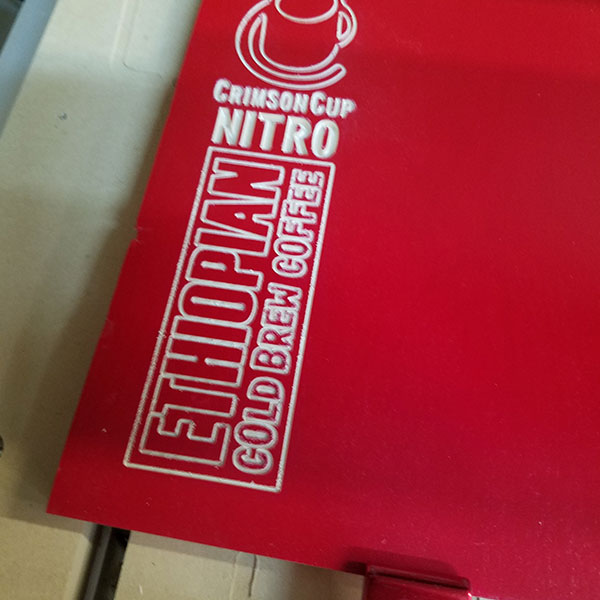 CRIMSON CUP
NITRO
ETHIOPIAN
COLD BREW COFFEE